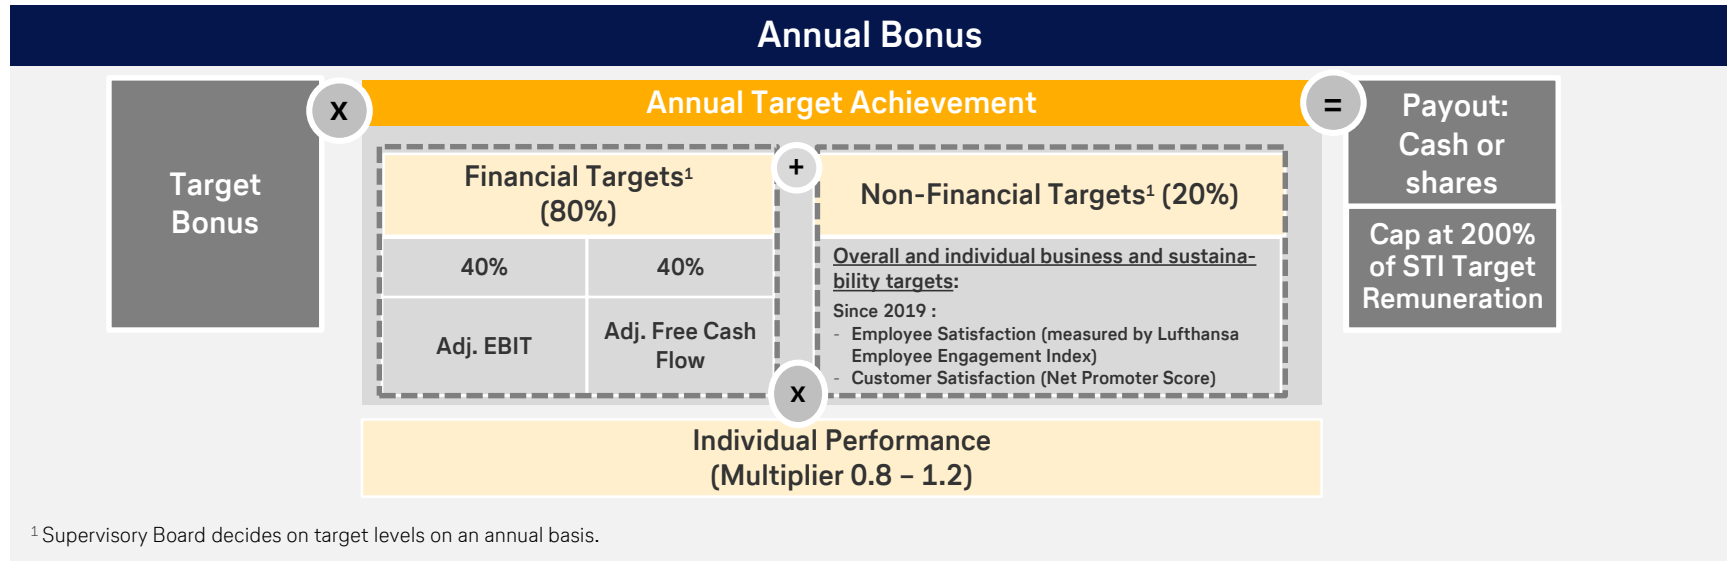 Annual Bonus
Target
Bonus
X
Annual Target Achievement
=
Payout:
Cash or
shares
Cap at 200%
of STI Target
Remuneration
Financial Targets¹
(80%)
+
Non-Financial Targets¹ (20%)
40%
40%
Adj. EBIT
Adj. Free Cash
Flow
Overall and individual business and sustaina-
bility targets:
Since 2019 :
- Employee Satisfaction (measured by Lufthansa
Employee Engagement Index)
- Customer Satisfaction (Net Promoter Score)
X
Individual Performance
(Multiplier 0.8 – 1.2)
¹ Supervisory Board decides on target levels on an annual basis.